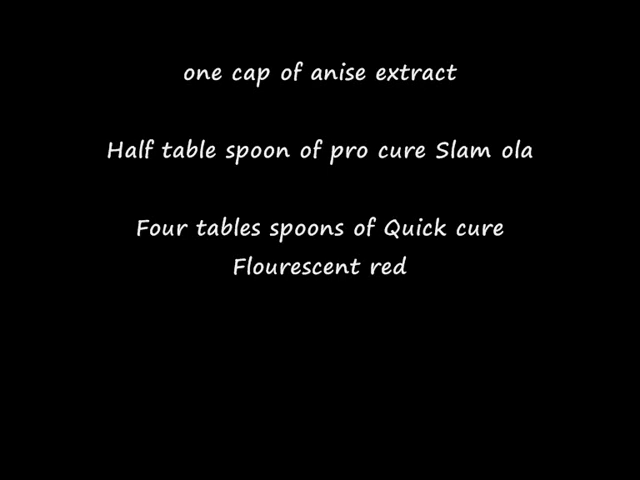 one cap of anise extract
Half table spoon of pro cure Slam ola
Four tables spoons of Quick cure
Flourescent red